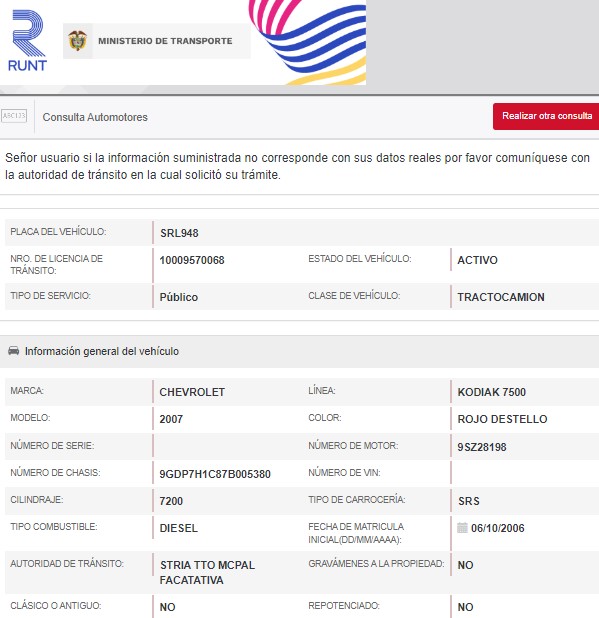 RUNT
MINISTERIO DE TRANSPORTE
ABC123
Consulta Automotores
Realizar otra consulta
Señor usuario si la información suministrada no corresponde con sus datos reales por favor comuníquese con
la autoridad de tránsito en la cual solicitó su trámite.
PLACA DEL VEHÍCULO: SRL948
NRO. DE LICENCIA DE TRÁNSITO: 10009570068 ESTADO DEL VEHÍCULO: ACTIVO
TIPO DE SERVICIO: Público CLASE DE VEHÍCULO: TRACTOCAMION
Información general del vehículo
MARCA: CHEVROLET LÍNEA: KODIAK 7500
MODELO: 2007 COLOR: ROJO DESTELLO
NÚMERO DE SERIE: NÚMERO DE MOTOR: 9SZ28198
NÚMERO DE CHASIS: 9GDP7H1C87B005380 NÚMERO DE VIN:
CILINDRAJE: 7200 TIPO DE CARROCERÍA: SRS
TIPO COMBUSTIBLE: DIESEL FECHA DE MATRICULA INICIAL(DD/MM/AAAA): 06/10/2006
AUTORIDAD DE TRÁNSITO: STRIA TTO MCPAL FACATATIVA GRAVÁMENES A LA PROPIEDAD: NO
CLÁSICO O ANTIGUO: NO REPOTENCIADO: NO